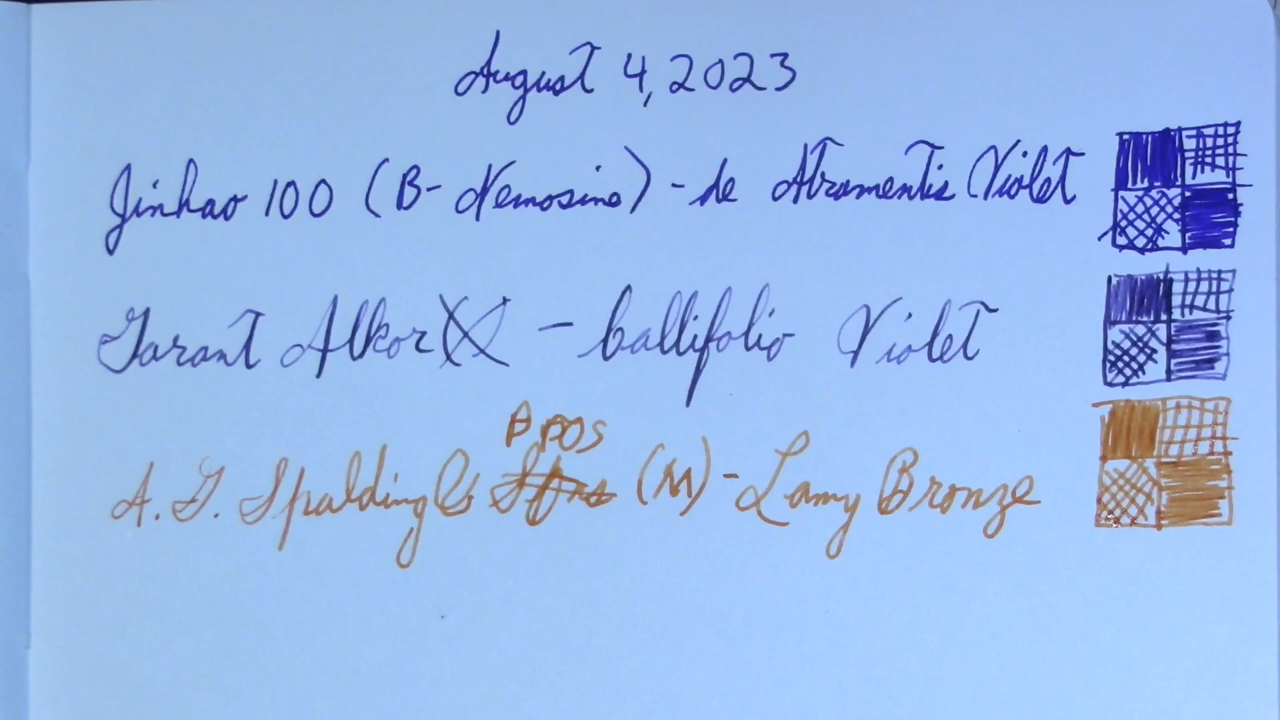 August 4, 2023
Jinhao 100 (B- Nemosine) - de Atramentis Violet
Garant Alkor X - Callifolio Violet
BROS
A. G. Spalding & (M) - Lamy Bronze